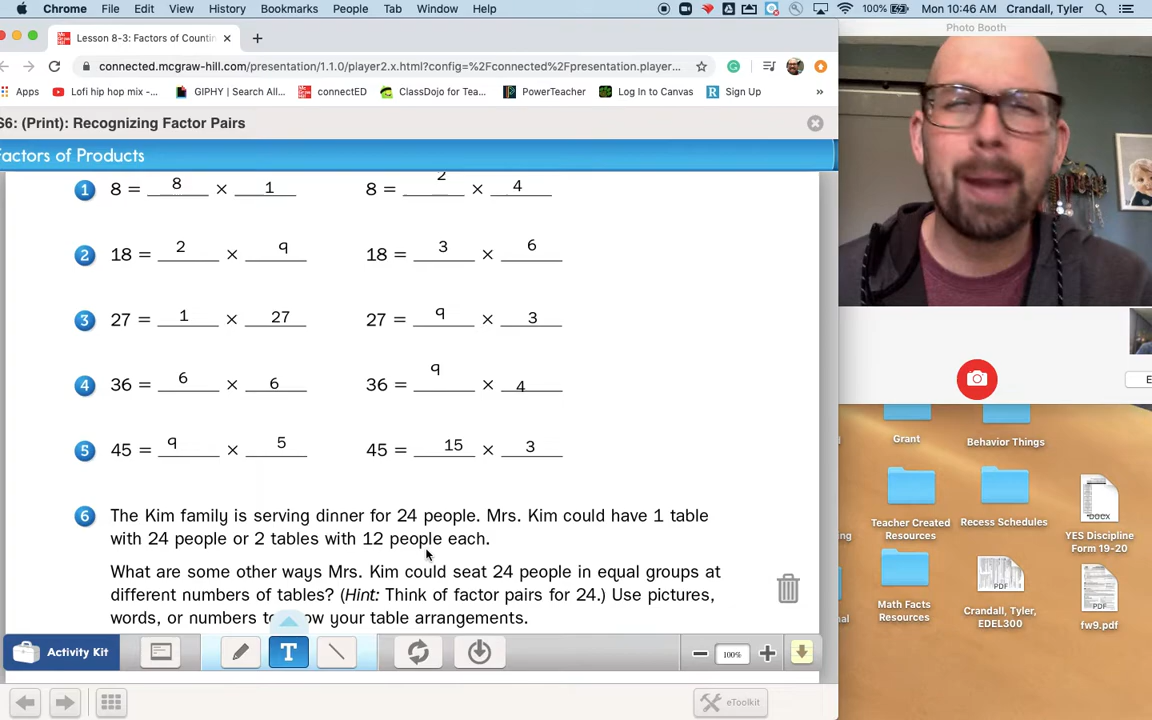 Chrome File Edit View History Bookmarks People Tab Window Help 100% Mon 10:46 AM Crandall, Tyler
Lesson 8-3: Factors of Countin
Photo Booth
connected.mcgraw-hill.com/presentation/1.1.0/player2.x.html?config=%2Fconnected%2Fpresentation.player...
Apps Lofi hip hop mix -... GIPHY | Search All... connectED ClassDojo for Tea... PowerTeacher Log In to Canvas Sign Up »
S6: (Print): Recognizing Factor Pairs
Factors of Products
1 8 = 8 × 1 8 = 2 × 4
2 18 = 2 × 9 18 = 3 × 6
3 27 = 1 × 27 27 = 9 × 3
4 36 = 6 × 6 36 = 9 × 4
5 45 = 9 × 5 45 = 15 × 3
6 The Kim family is serving dinner for 24 people. Mrs. Kim could have 1 table
with 24 people or 2 tables with 12 people each.
What are some other ways Mrs. Kim could seat 24 people in equal groups at
different numbers of tables? (Hint: Think of factor pairs for 24.) Use pictures,
words, or numbers to show your table arrangements.
Activity Kit T 100%
eToolkit
E
Grant
Behavior Things
Teacher Created
Resources
Recess Schedules
DOCX
YES Discipline
Form 19-20
Math Facts
Resources
PDF
Crandall, Tyler,
EDEL300
PDF
fw9.pdf